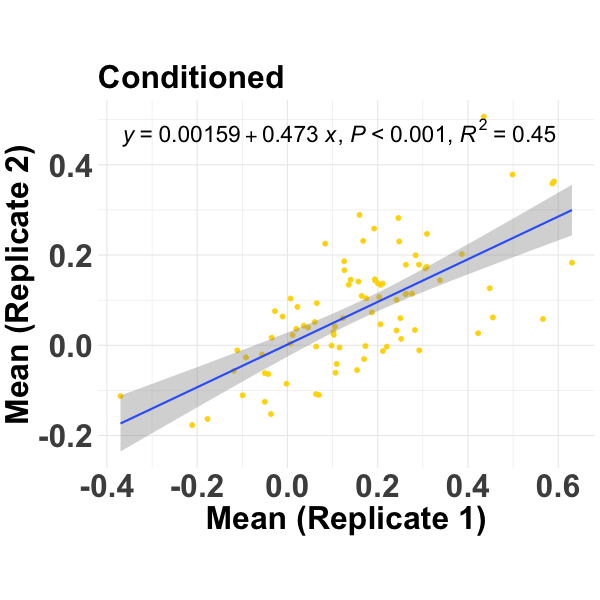 Conditioned
y = 0.00159 + 0.473 x, P < 0.001, R² = 0.45
Mean (Replicate 2)
0.4
0.2
0.0
-0.2
-0.4 -0.2 0.0 0.2 0.4 0.6
Mean (Replicate 1)